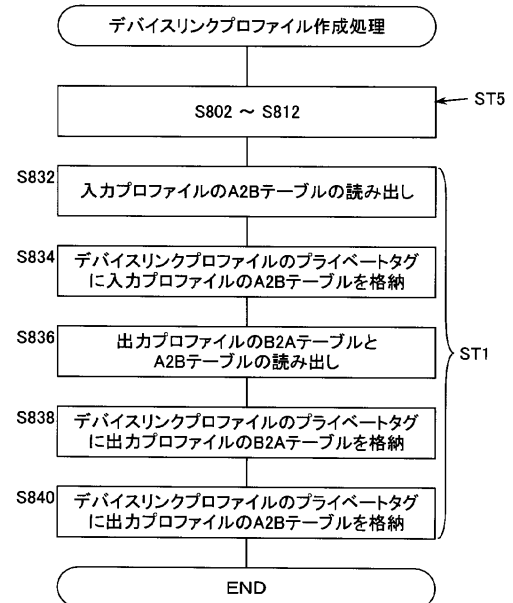 デバイスリンクプロファイル作成処理
S802 ～ S812
ST5
S832
入力プロファイルのA2Bテーブルの読み出し
S834
デバイスリンクプロファイルのプライベートタグ
に入力プロファイルのA2Bテーブルを格納
S836
出力プロファイルのB2Aテーブルと
A2Bテーブルの読み出し
ST1
S838
デバイスリンクプロファイルのプライベートタグ
に出力プロファイルのB2Aテーブルを格納
S840
デバイスリンクプロファイルのプライベートタグ
に出力プロファイルのA2Bテーブルを格納
END